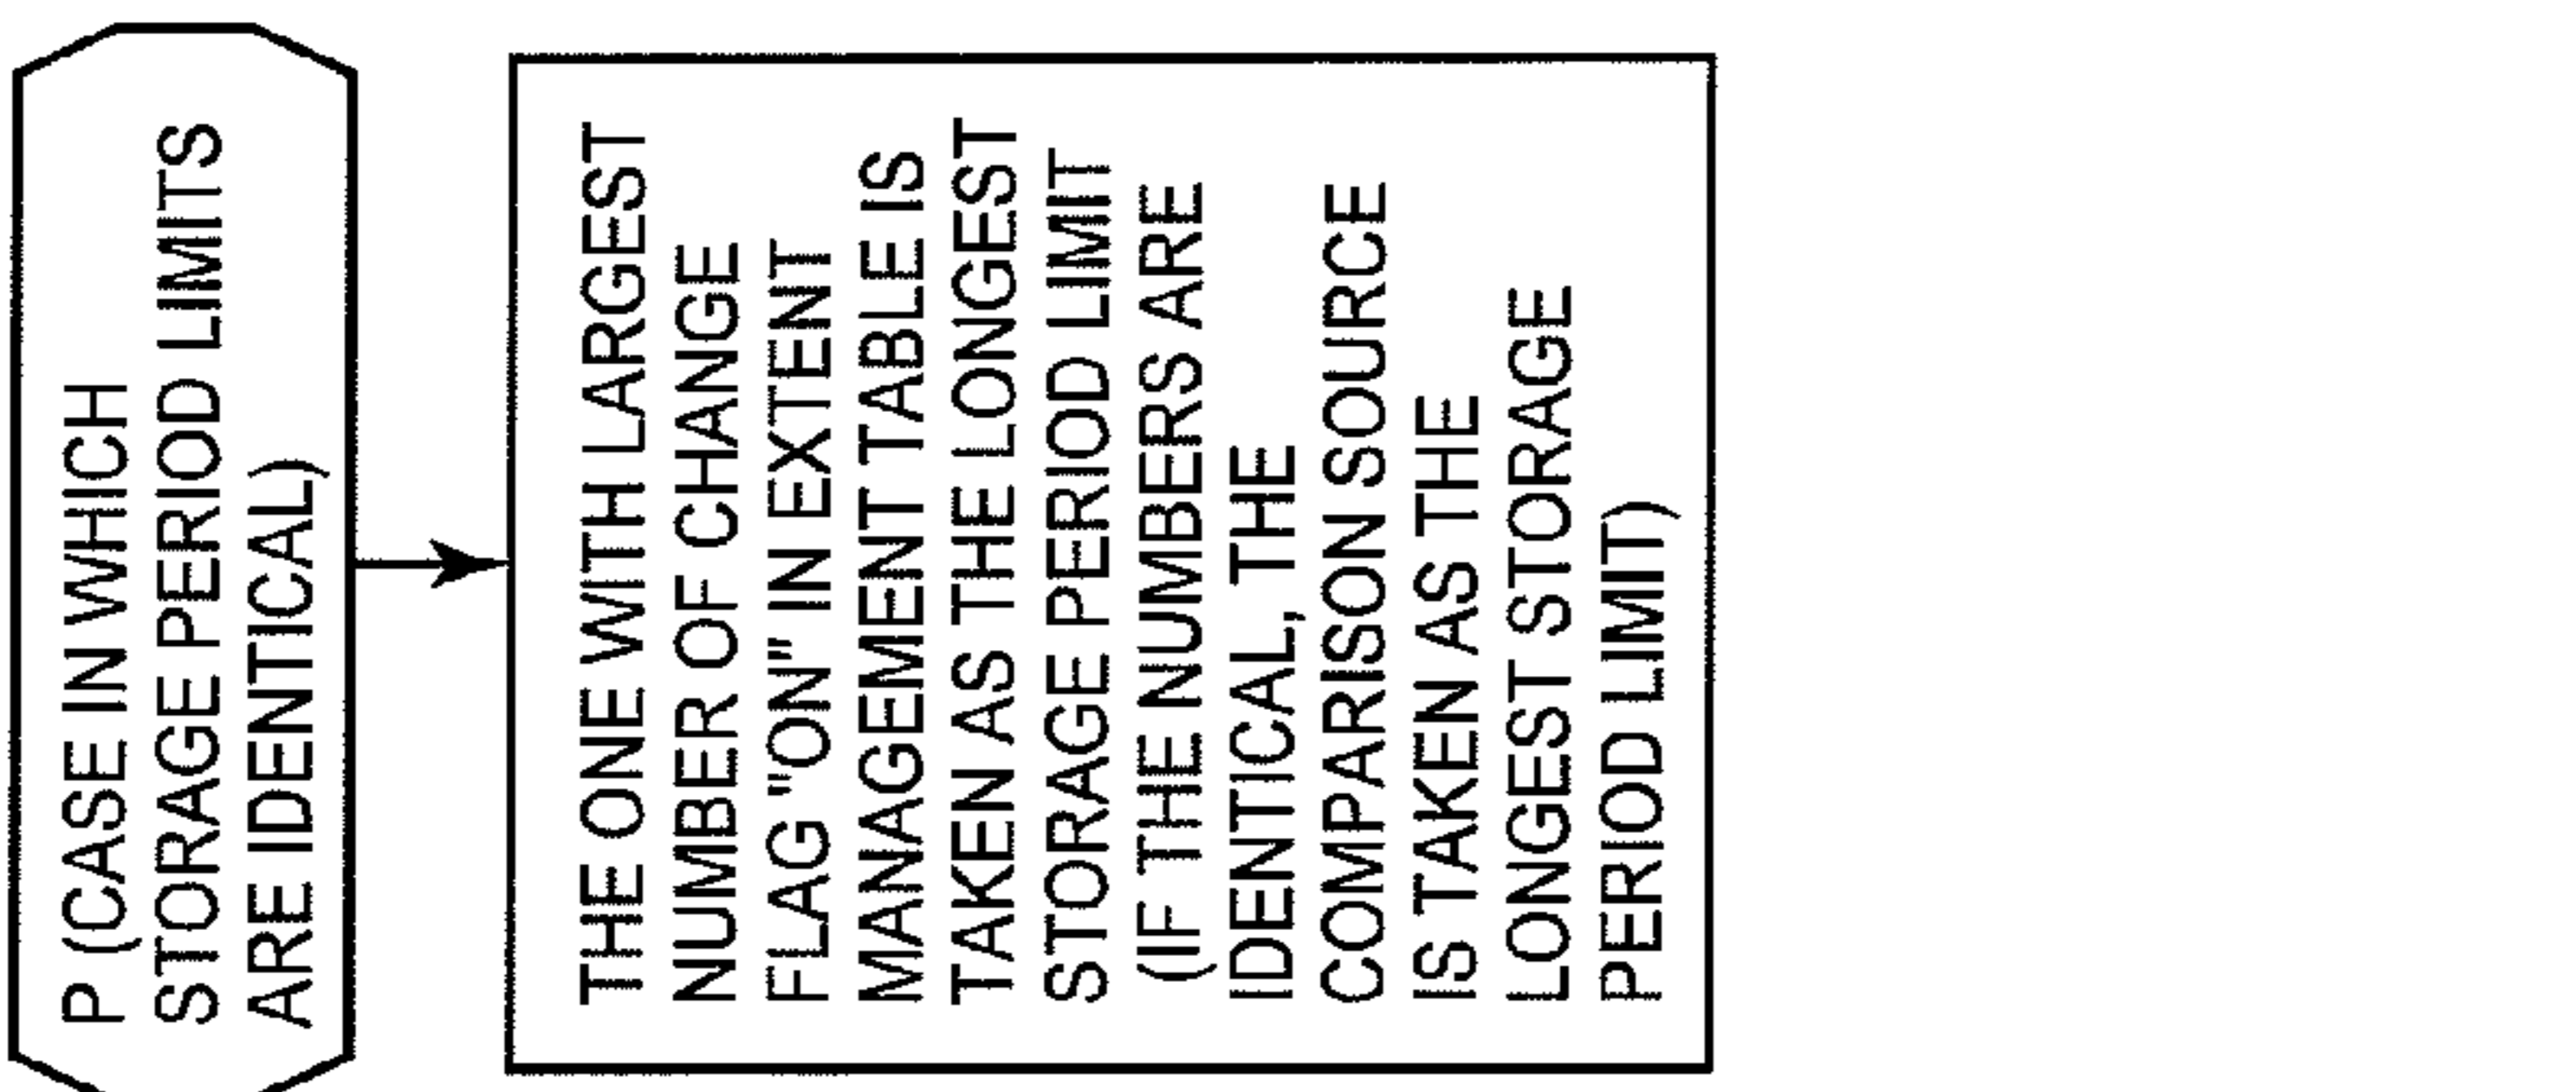 P (CASE IN WHICH
STORAGE PERIOD LIMITS
ARE IDENTICAL)
THE ONE WITH LARGEST
NUMBER OF CHANGE
FLAG "ON" IN EXTENT
MANAGEMENT TABLE IS
TAKEN AS THE LONGEST
STORAGE PERIOD LIMIT
(IF THE NUMBERS ARE
IDENTICAL, THE
COMPARISON SOURCE
IS TAKEN AS THE
LONGEST STORAGE
PERIOD LIMIT)